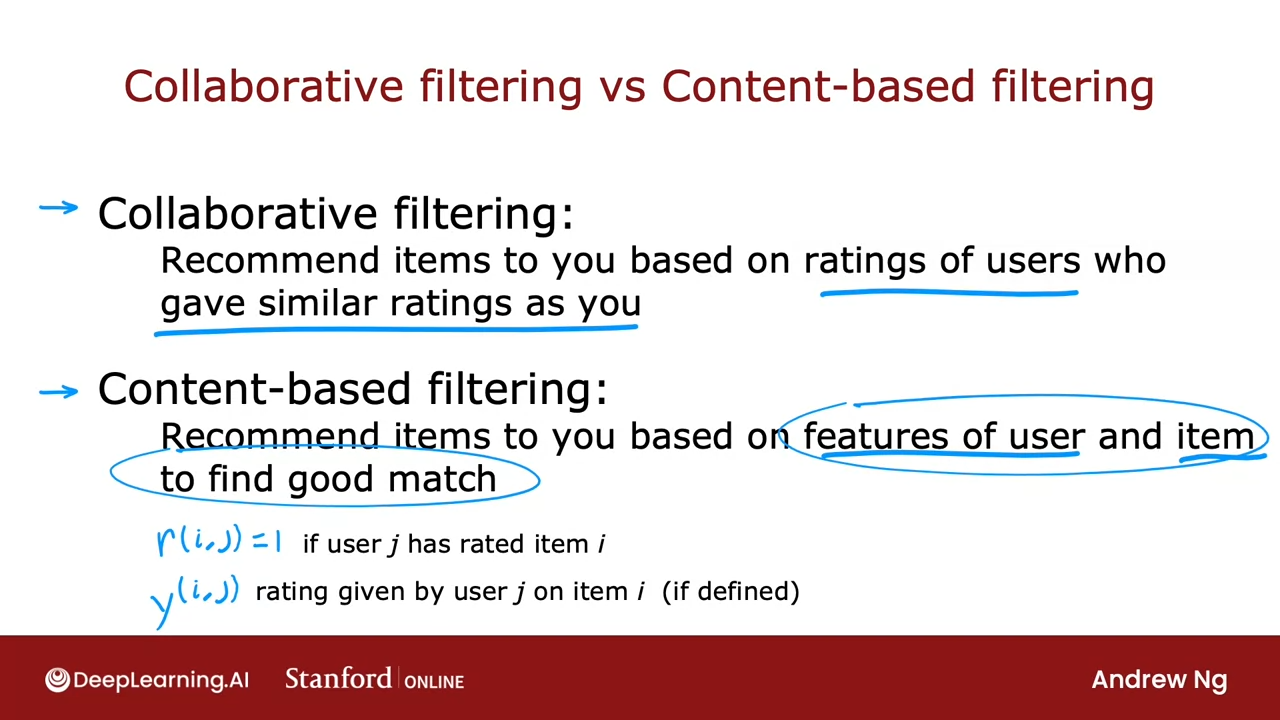 Collaborative filtering vs Content-based filtering
→ Collaborative filtering:
Recommend items to you based on ratings of users who
gave similar ratings as you
→ Content-based filtering:
Recommend items to you based on features of user and item
to find good match
r(i,j)=1 if user j has rated item i
y^(i,j) rating given by user j on item i (if defined)
DeepLearning.AI Stanford | ONLINE Andrew Ng